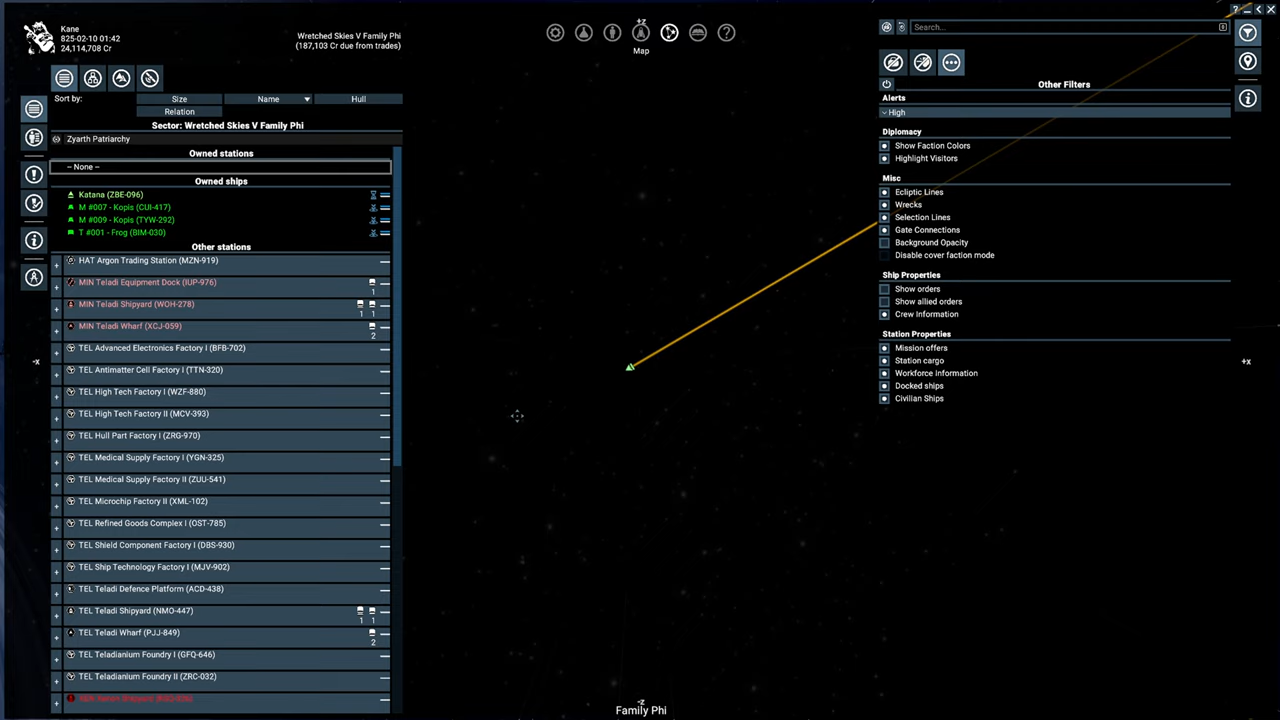 Kane
825-02-10 01:42
24,114,708 Cr
Wretched Skies V Family Phi
(187,103 Cr due from trades)
+Z
Map
Search...
Sort by:
Size
Name
Hull
Relation
Sector: Wretched Skies V Family Phi
Zyarth Patriarchy
Owned stations
-- None --
Owned ships
Katana (ZBE-096)
M #007 - Kopis (CUI-417)
M #009 - Kopis (TYW-292)
T #001 - Frog (BIM-030)
Other stations
HAT Argon Trading Station (MZN-919)
MIN Teladi Equipment Dock (IUP-976)
1
MIN Teladi Shipyard (WOH-278)
1 1
MIN Teladi Wharf (XCJ-059)
2
TEL Advanced Electronics Factory I (BFB-702)
TEL Antimatter Cell Factory I (TTN-320)
TEL High Tech Factory I (WZF-880)
TEL High Tech Factory II (MCV-393)
TEL Hull Part Factory I (ZRG-970)
TEL Medical Supply Factory I (YGN-325)
TEL Medical Supply Factory II (ZUU-541)
TEL Microchip Factory II (XML-102)
TEL Refined Goods Complex I (OST-785)
TEL Shield Component Factory I (DBS-930)
TEL Ship Technology Factory I (MJV-902)
TEL Teladi Defence Platform (ACD-438)
TEL Teladi Shipyard (NMO-447)
1 1
TEL Teladi Wharf (PJJ-849)
2
TEL Teladianium Foundry I (GFQ-646)
TEL Teladianium Foundry II (ZRC-032)
-X
+X
-Z
Family Phi
Other Filters
Alerts
High
Diplomacy
Show Faction Colors
Highlight Visitors
Misc
Ecliptic Lines
Wrecks
Selection Lines
Gate Connections
Background Opacity
Disable cover faction mode
Ship Properties
Show orders
Show allied orders
Crew Information
Station Properties
Mission offers
Station cargo
Workforce Information
Docked ships
Civilian Ships